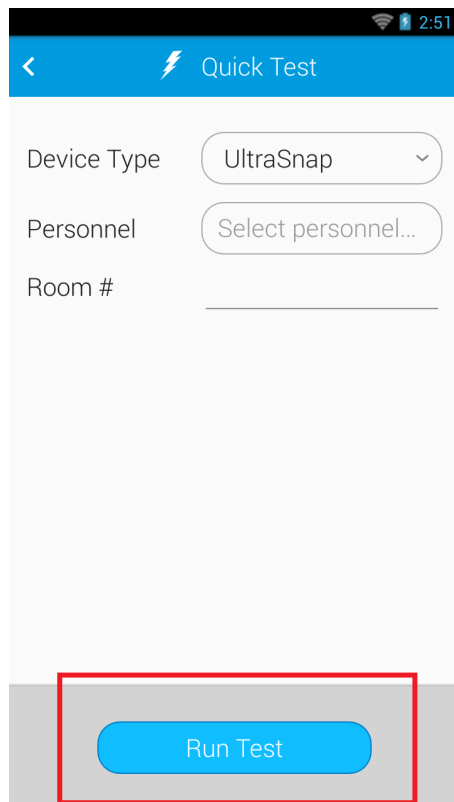 2:51
Quick Test
Device Type UltraSnap
Personnel Select personnel...
Room #
Run Test